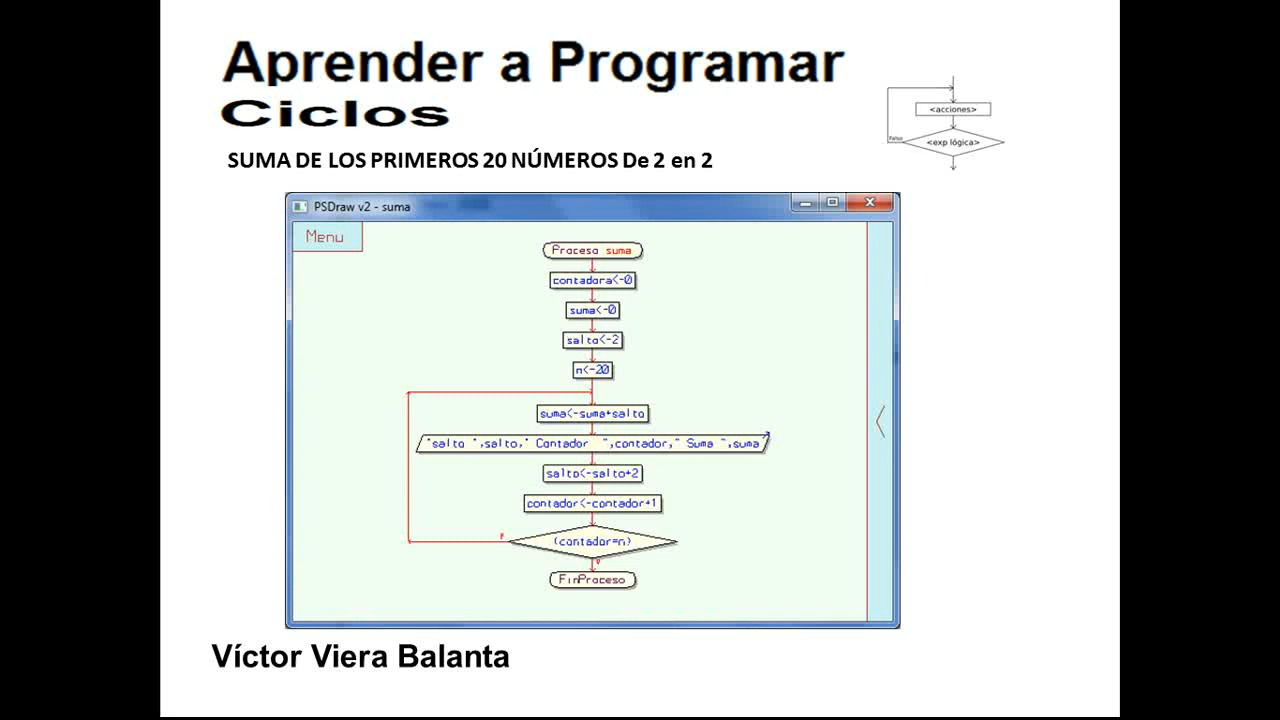 Aprender a Programar
Ciclos
<acciones>
Falso
<exp lógica>
SUMA DE LOS PRIMEROS 20 NÚMEROS De 2 en 2
PSDraw v2 - suma
Menu
Proceso suma
contadora<-0
suma<-0
salto<-2
n<-20
suma<-suma+salto
"salto ",salto," Contador  ",contador," Suma ",suma
salto<-salto+2
contador<-contador+1
F
(contador=n)
V
FinProceso
Víctor Viera Balanta